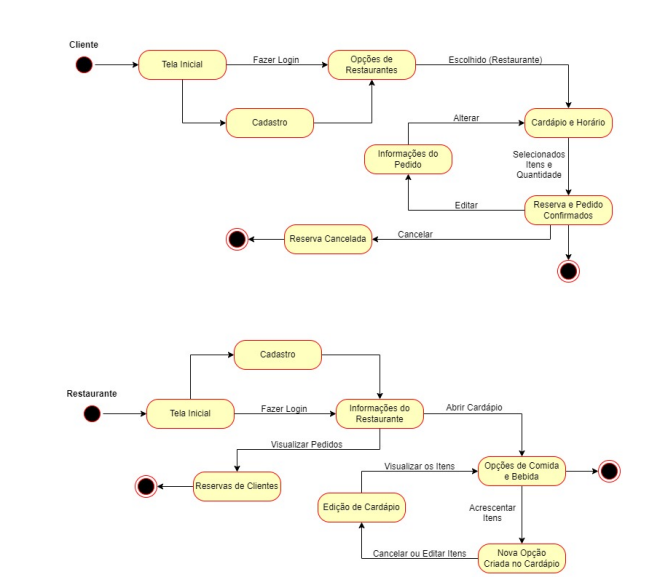 Cliente
Tela Inicial
Fazer Login
Opções de
Restaurantes
Escolhido (Restaurante)
Cadastro
Alterar
Cardápio e Horário
Informações do
Pedido
Selecionados
Itens e
Quantidade
Editar
Reserva e Pedido
Confirmados
Reserva Cancelada
Cancelar
Cadastro
Restaurante
Tela Inicial
Fazer Login
Informações do
Restaurante
Abrir Cardápio
Visualizar Pedidos
Reservas de Clientes
Visualizar os Itens
Opções de Comida
e Bebida
Edição de Cardápio
Acrescentar
Itens
Cancelar ou Editar Itens
Nova Opção
Criada no Cardápio